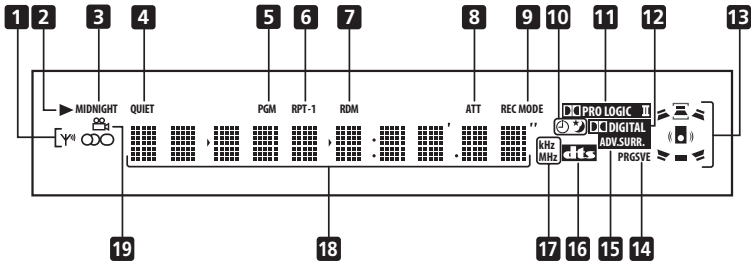 1 2 3 4 5 6 7 8 9 10 11 12 13
MIDNIGHT QUIET PGM RPT-1 RDM ATT REC MODE
PRO LOGIC II
DIGITAL
ADV.SURR.
kHz
MHz
dts
PRGSVE
19 18 17 16 15 14